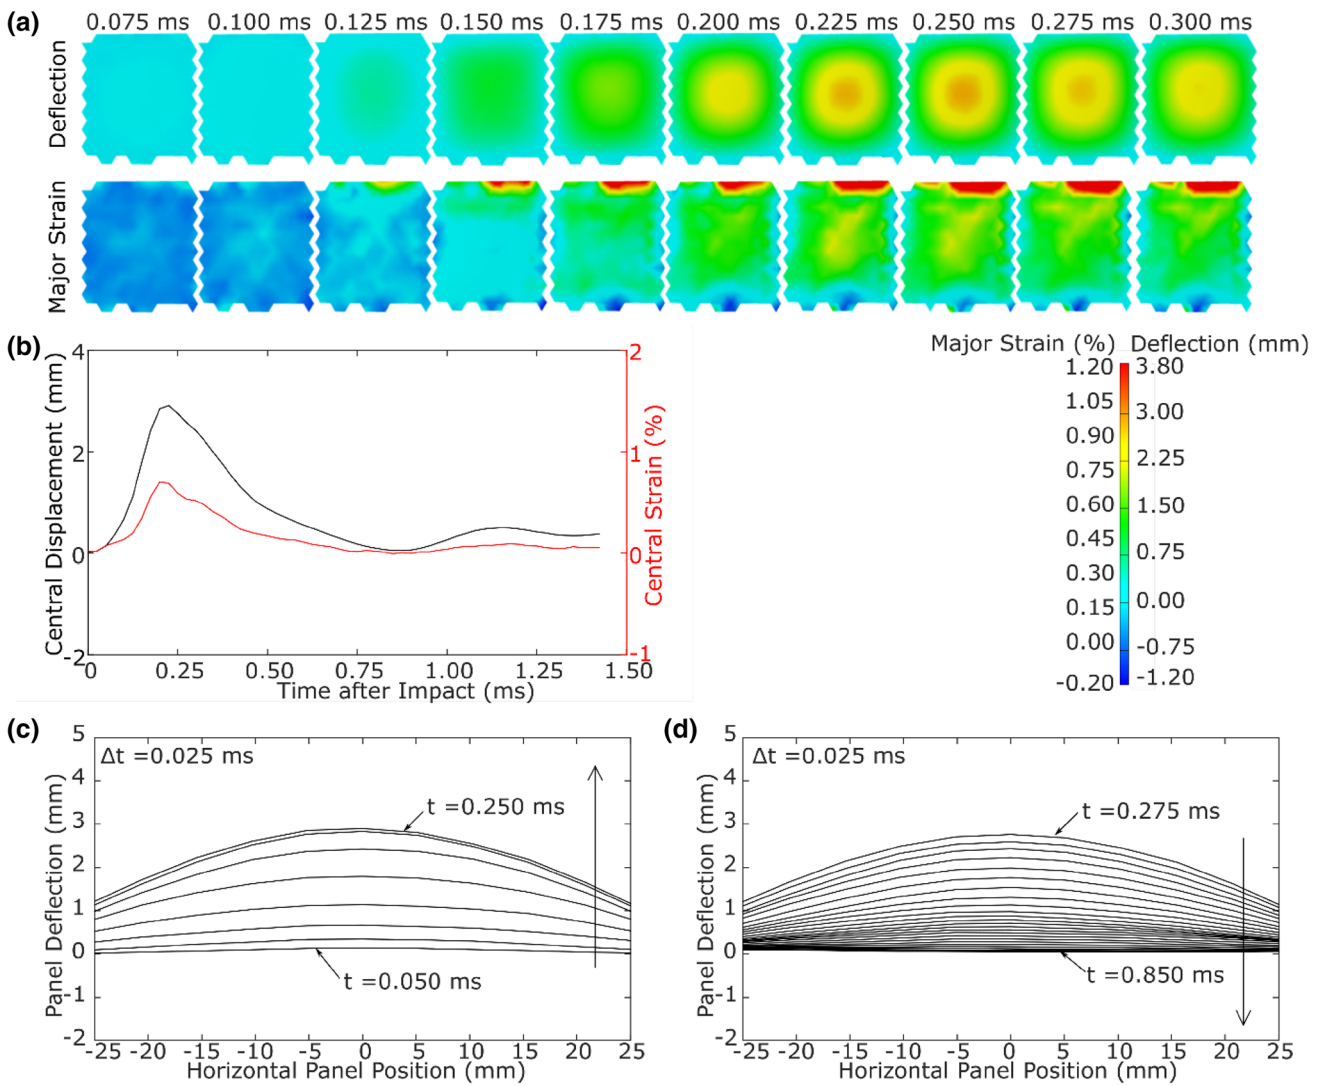 (a) 0.075 ms 0.100 ms 0.125 ms 0.150 ms 0.175 ms 0.200 ms 0.225 ms 0.250 ms 0.275 ms 0.300 ms
Deflection
Major Strain
(b)
4
2
0
-2
Central Displacement (mm)
2
1
0
-1
Central Strain (%)
0 0.25 0.50 0.75 1.00 1.25 1.50
Time after Impact (ms)
Major Strain (%) Deflection (mm)
1.20 3.80
1.05 3.00
0.90 2.25
0.75 1.50
0.60 0.75
0.45 0.00
0.30 -0.75
0.15 -1.20
0.00
-0.20
(c)
Δt =0.025 ms
t =0.250 ms
t =0.050 ms
5
4
3
2
1
0
-1
-2
Panel Deflection (mm)
-25 -20 -15 -10 -5 0 5 10 15 20 25
Horizontal Panel Position (mm)
(d)
Δt =0.025 ms
t =0.275 ms
t =0.850 ms
5
4
3
2
1
0
-1
-2
Panel Deflection (mm)
-25 -20 -15 -10 -5 0 5 10 15 20 25
Horizontal Panel Position (mm)